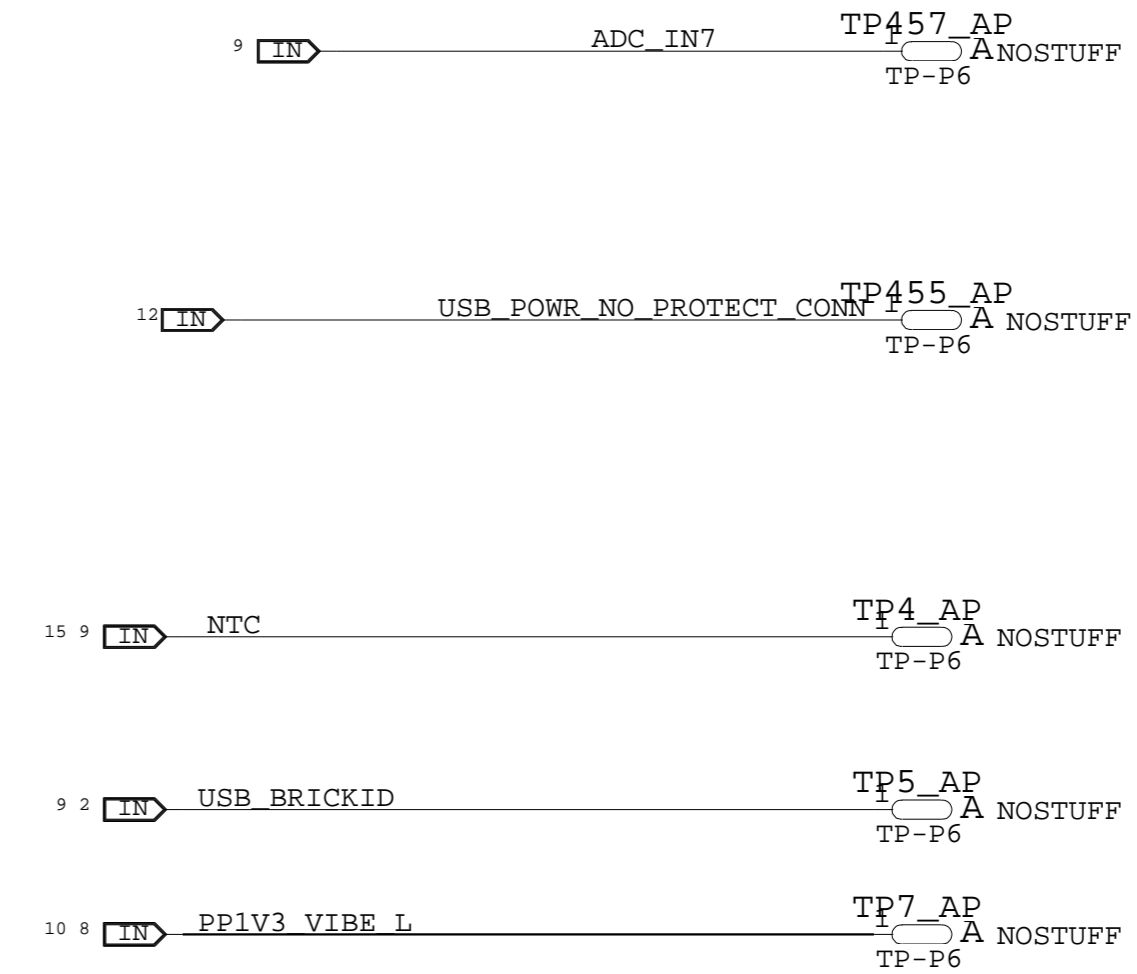 TP457_AP
9 IN ADC_IN7 1 A NOSTUFF
TP-P6
TP455_AP
12 IN USB_POWR_NO_PROTECT_CONN 1 A NOSTUFF
TP-P6
TP4_AP
15 9 IN NTC 1 A NOSTUFF
TP-P6
TP5_AP
9 2 IN USB_BRICKID 1 A NOSTUFF
TP-P6
TP7_AP
10 8 IN PP1V3_VIBE_L 1 A NOSTUFF
TP-P6